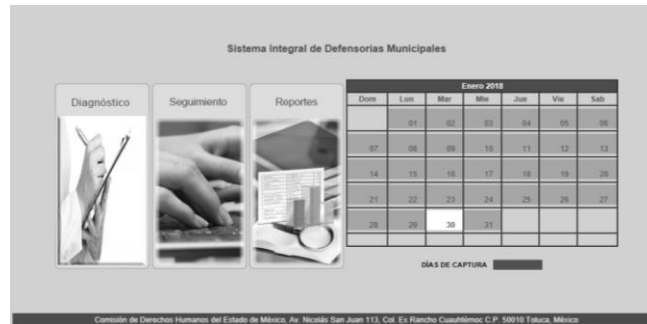 Sistema Integral de Defensorias Municipales
Diagnóstico
Seguimiento
Reportes
Enero 2018
Dom Lun Mar Mie Jue Vie Sab
01 02 03 04 05 06
07 08 09 10 11 12 13
14 15 16 17 18 19 20
21 22 23 24 25 26 27
28 29 30 31
DÍAS DE CAPTURA
Comisión de Derechos Humanos del Estado de México, Av. Nicolás San Juan 113, Col. Ex Rancho Cuauhtémoc C.P. 50010 Toluca, México